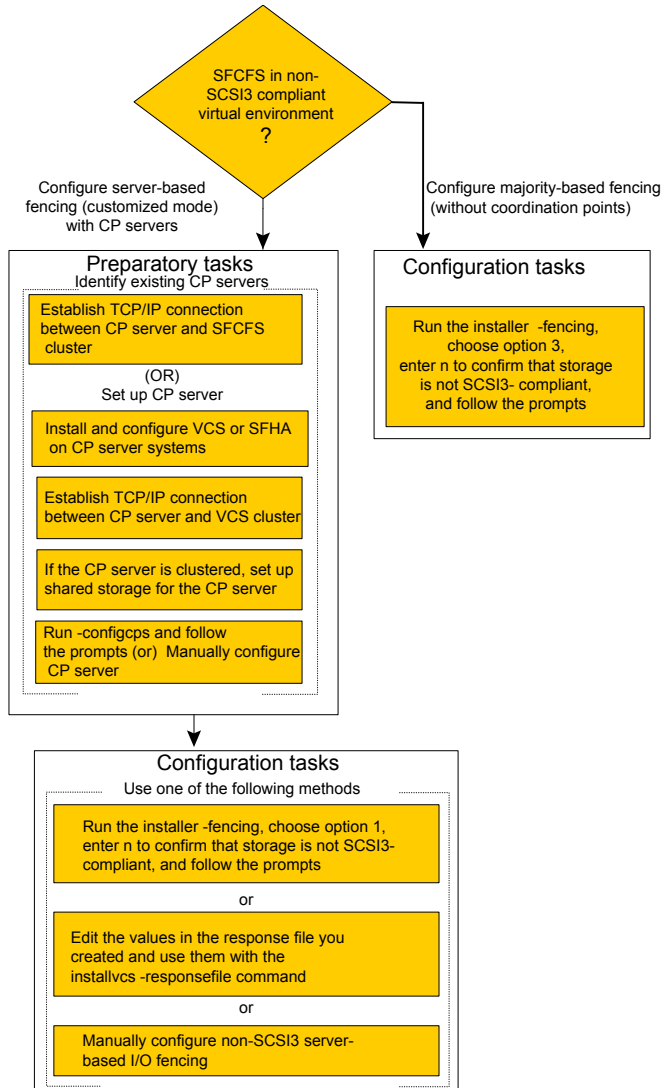 SFCFS in non-
SCSI3 compliant
virtual environment
?
Configure server-based
fencing (customized mode)
with CP servers
Configure majority-based fencing
(without coordination points)
Preparatory tasks
Identify existing CP servers
Establish TCP/IP connection
between CP server and SFCFS
cluster
(OR)
Set up CP server
Install and configure VCS or SFHA
on CP server systems
Establish TCP/IP connection
between CP server and VCS cluster
If the CP server is clustered, set up
shared storage for the CP server
Run -configcps and follow
the prompts (or) Manually configure
CP server
Configuration tasks
Run the installer -fencing,
choose option 3,
enter n to confirm that storage
is not SCSI3- compliant,
and follow the prompts
Configuration tasks
Use one of the following methods
Run the installer -fencing, choose option 1,
enter n to confirm that storage is not SCSI3-
compliant, and follow the prompts
or
Edit the values in the response file you
created and use them with the
installvcs -responsefile command
or
Manually configure non-SCSI3 server-
based I/O fencing